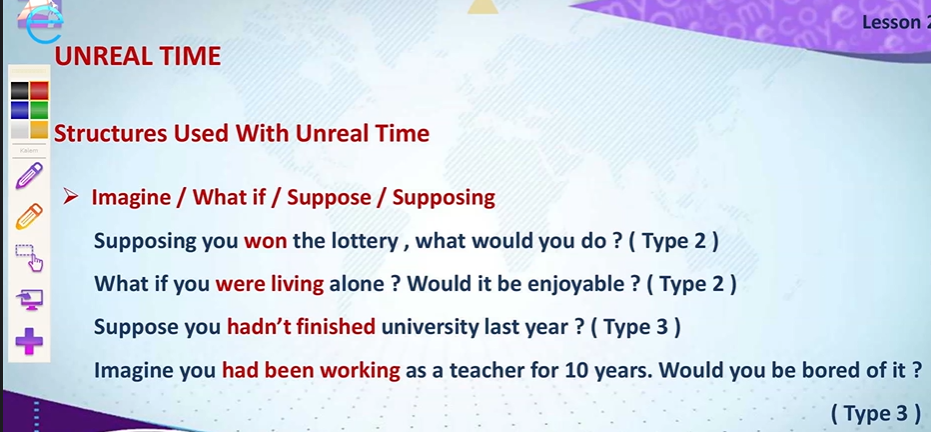 Lesson 2
UNREAL TIME
Structures Used With Unreal Time
Imagine / What if / Suppose / Supposing
Supposing you won the lottery , what would you do ? ( Type 2 )
What if you were living alone ? Would it be enjoyable ? ( Type 2 )
Suppose you hadn't finished university last year ? ( Type 3 )
Imagine you had been working as a teacher for 10 years. Would you be bored of it ?
( Type 3 )